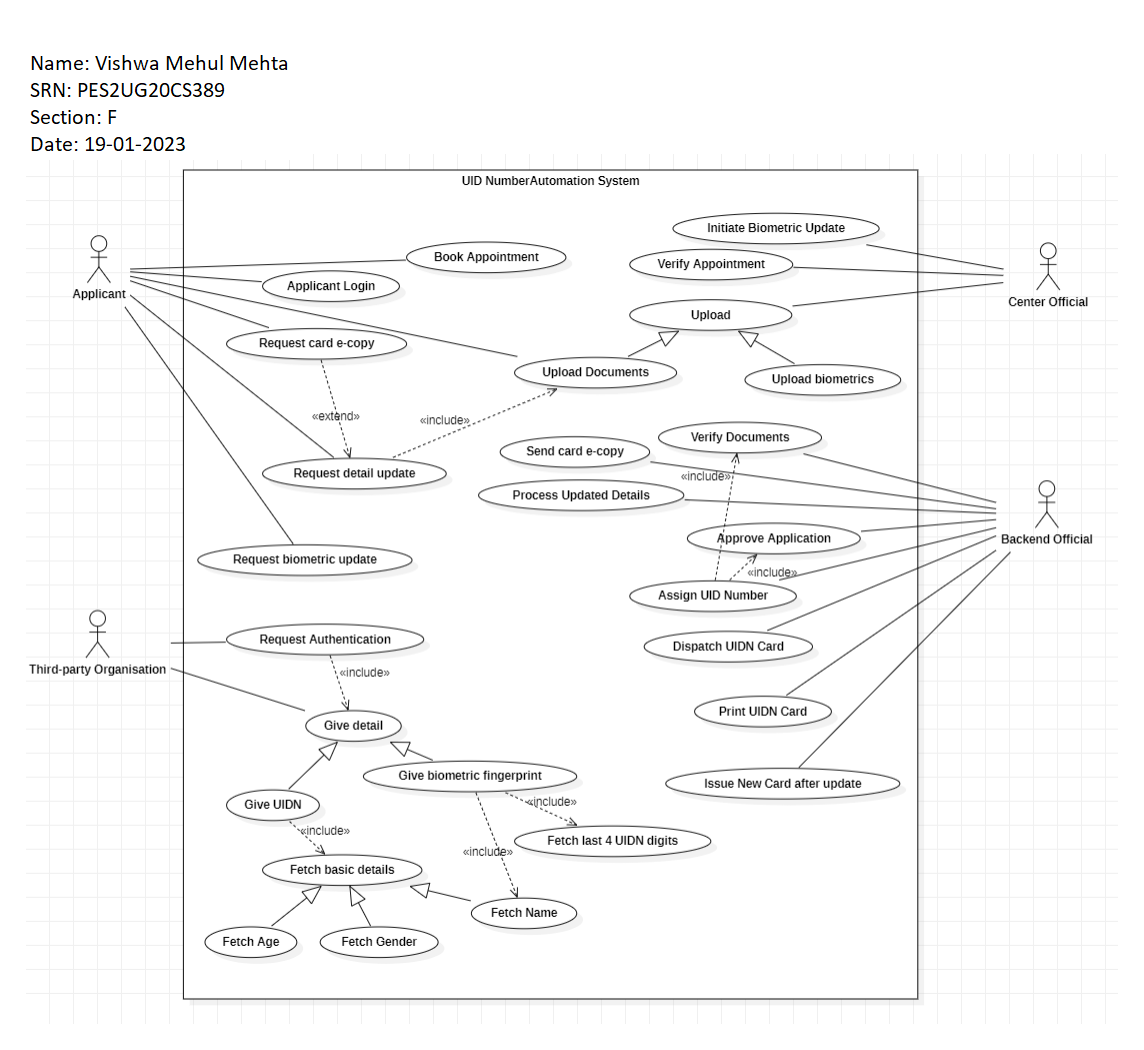 Name: Vishwa Mehul Mehta
SRN: PES2UG20CS389
Section: F
Date: 19-01-2023
UID NumberAutomation System
Initiate Biometric Update
Book Appointment
Verify Appointment
Applicant Login
Applicant
Center Official
Upload
Request card e-copy
Upload Documents
Upload biometrics
«extend»
«include»
Verify Documents
Send card e-copy
Request detail update
«include»
Process Updated Details
Approve Application
Backend Official
Request biometric update
«include»
Assign UID Number
Request Authentication
Dispatch UIDN Card
Third-party Organisation
«include»
Print UIDN Card
Give detail
Give biometric fingerprint
Issue New Card after update
Give UIDN
«include»
«include»
Fetch last 4 UIDN digits
«include»
Fetch basic details
Fetch Name
Fetch Age
Fetch Gender